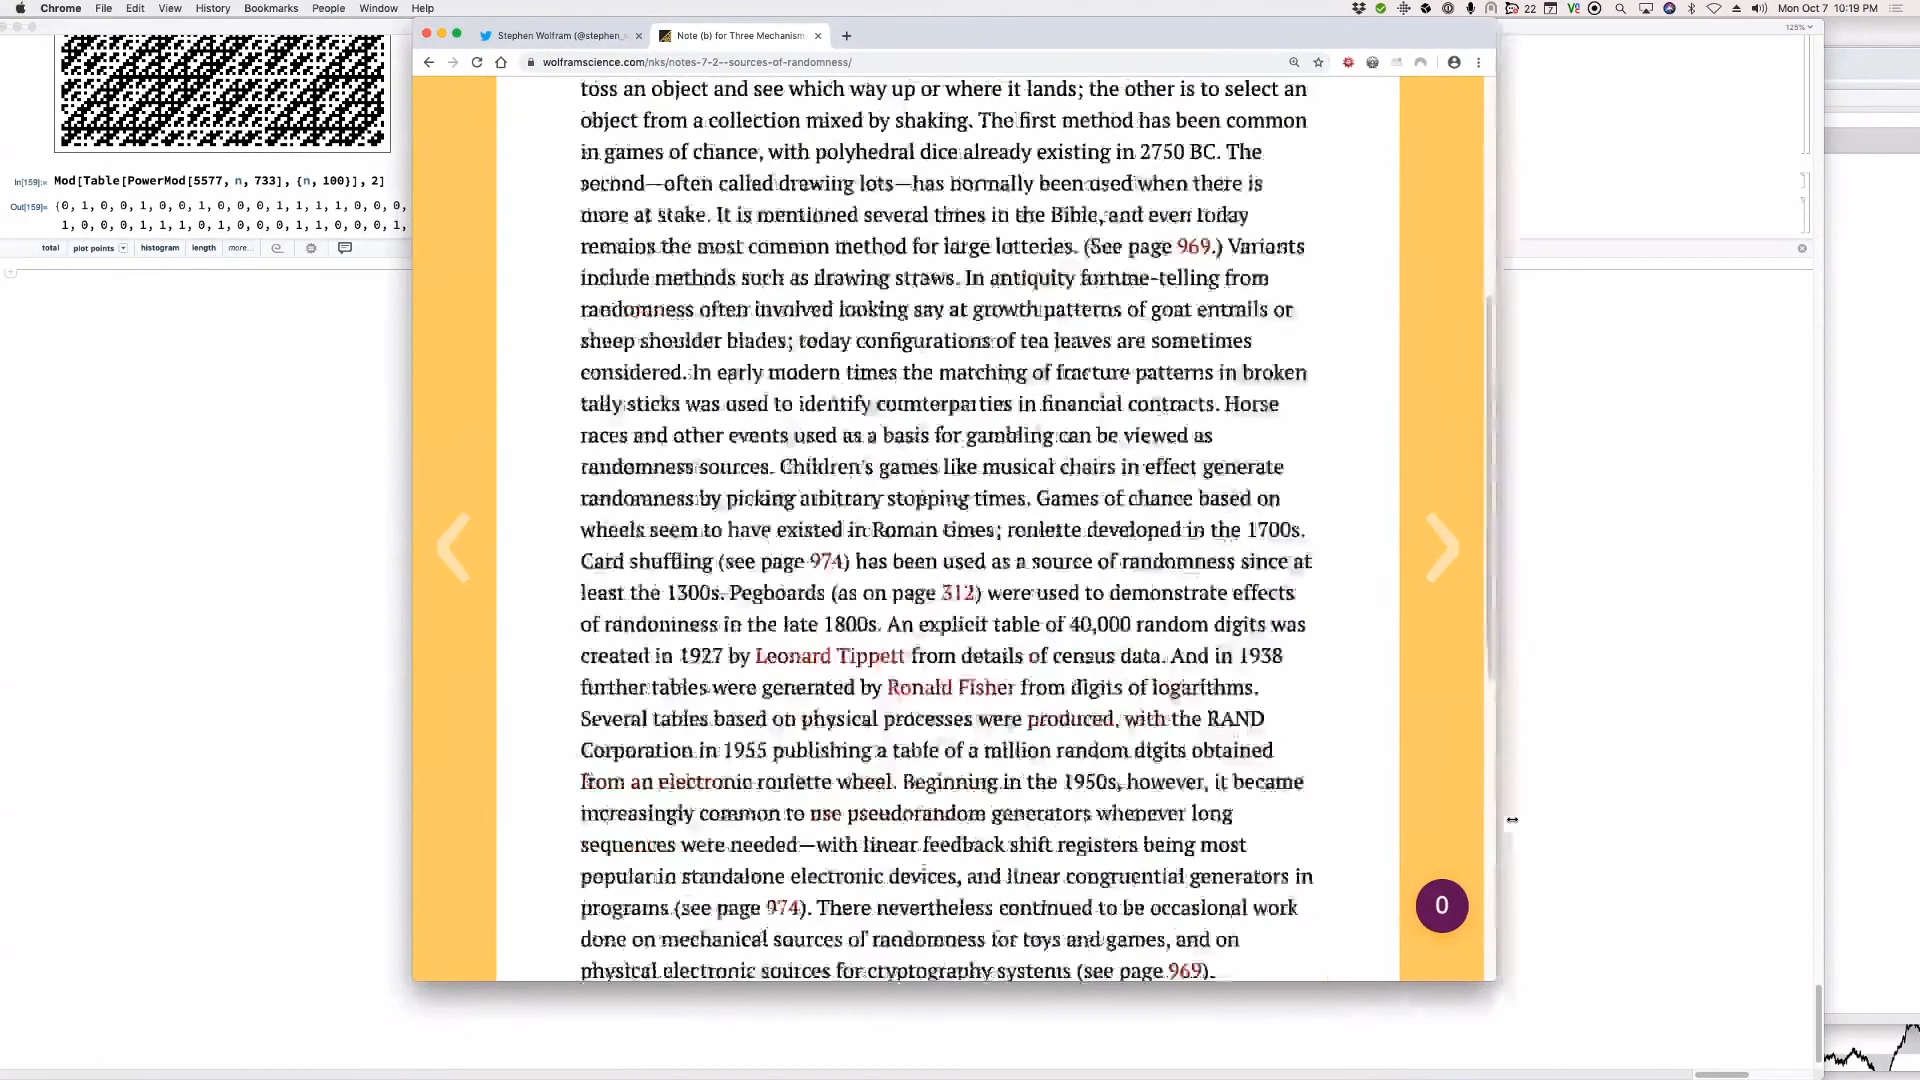 Chrome File Edit View History Bookmarks People Window Help
22 7 Mon Oct 7 10:19 PM
125%
Stephen Wolfram (@stephen_w
Note (b) for Three Mechanism
wolframscience.com/nks/notes-7-2--sources-of-randomness/
In[159]:= Mod[Table[PowerMod[5577, n, 733], {n, 100}], 2]
Out[159]= {0, 1, 0, 0, 1, 0, 0, 1, 0, 0, 0, 1, 1, 1, 1, 0, 0, 0,
1, 0, 0, 0, 1, 1, 1, 0, 1, 0, 0, 0, 1, 0, 0, 1,
total plot points histogram length more...
toss an object and see which way up or where it lands; the other is to select an
object from a collection mixed by shaking. The first method has been common
in games of chance, with polyhedral dice already existing in 2750 BC. The
second—often called drawing lots—has normally been used when there is
more at stake. It is mentioned several times in the Bible, and even today
remains the most common method for large lotteries. (See page 969.) Variants
include methods such as drawing straws. In antiquity fortune-telling from
randomness often involved looking say at growth patterns of goat entrails or
sheep shoulder blades; today configurations of tea leaves are sometimes
considered. In early modern times the matching of fracture patterns in broken
tally sticks was used to identify counterparties in financial contracts. Horse
races and other events used as a basis for gambling can be viewed as
randomness sources. Children's games like musical chairs in effect generate
randomness by picking arbitrary stopping times. Games of chance based on
wheels seem to have existed in Roman times; roulette developed in the 1700s.
Card shuffling (see page 974) has been used as a source of randomness since at
least the 1300s. Pegboards (as on page 312) were used to demonstrate effects
of randomness in the late 1800s. An explicit table of 40,000 random digits was
created in 1927 by Leonard Tippett from details of census data. And in 1938
further tables were generated by Ronald Fisher from digits of logarithms.
Several tables based on physical processes were produced, with the RAND
Corporation in 1955 publishing a table of a million random digits obtained
from an electronic roulette wheel. Beginning in the 1950s, however, it became
increasingly common to use pseudorandom generators whenever long
sequences were needed—with linear feedback shift registers being most
popular in standalone electronic devices, and linear congruential generators in
programs (see page 974). There nevertheless continued to be occasional work
done on mechanical sources of randomness for toys and games, and on
physical electronic sources for cryptography systems (see page 969).
0